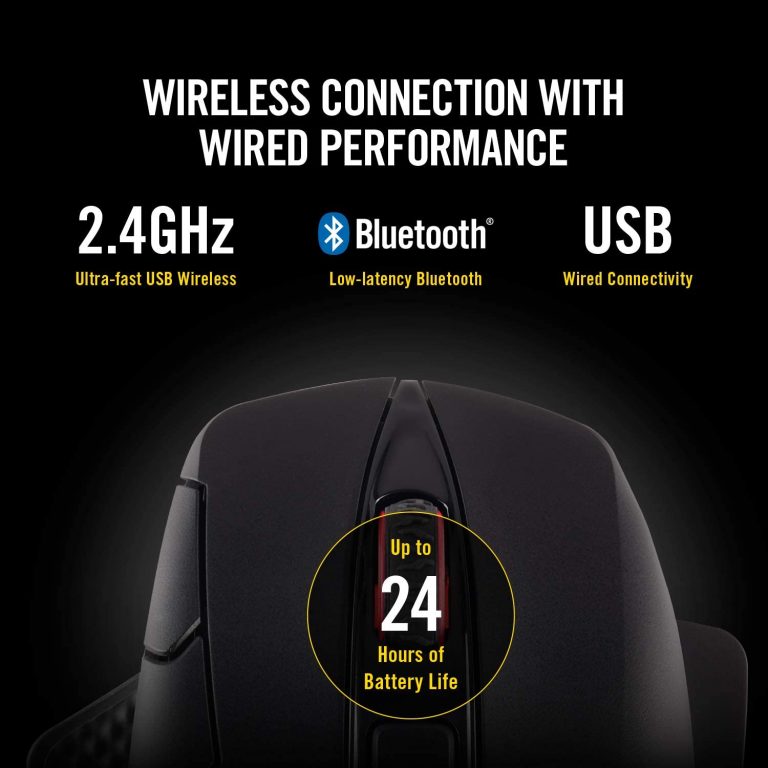 WIRELESS CONNECTION WITH
WIRED PERFORMANCE
2.4GHz
Ultra-fast USB Wireless
Bluetooth®
Low-latency Bluetooth
USB
Wired Connectivity
Up to
24
Hours of
Battery Life